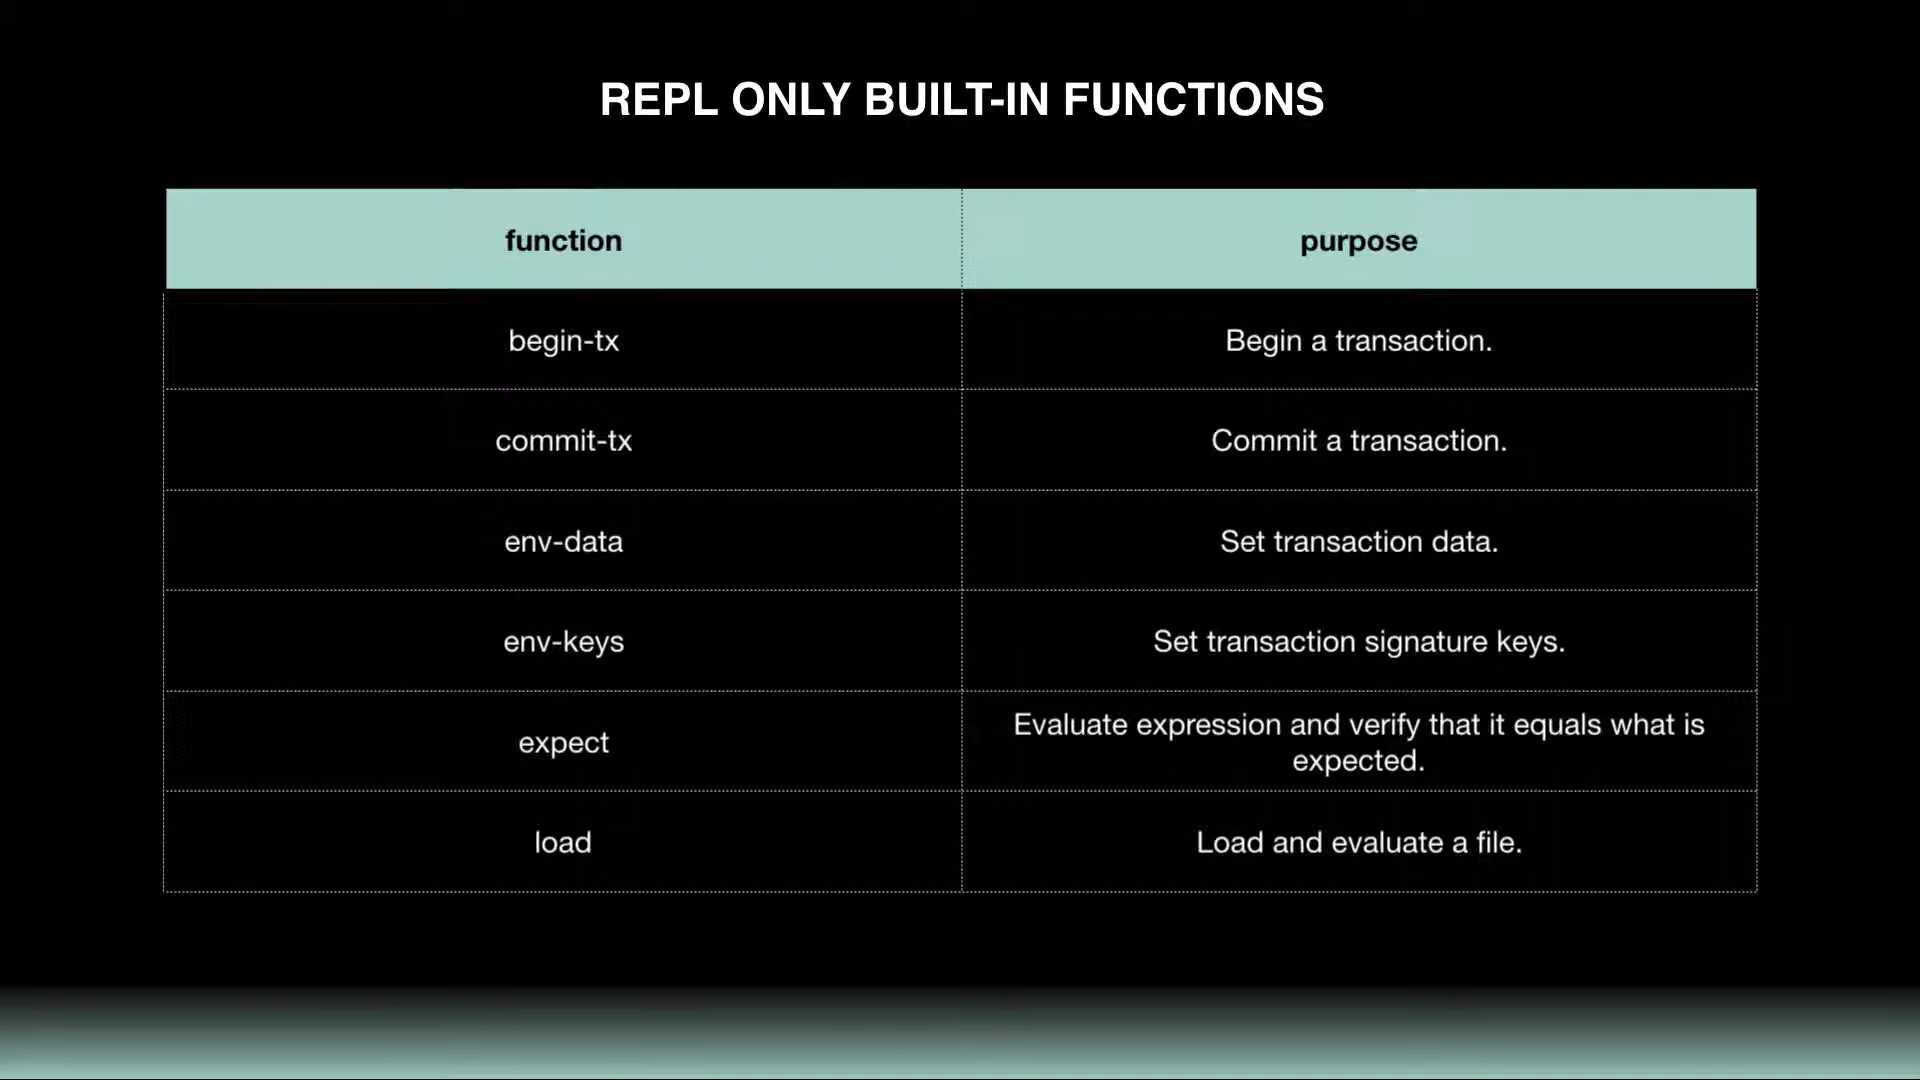 REPL ONLY BUILT-IN FUNCTIONS
function
purpose
begin-tx
Begin a transaction.
commit-tx
Commit a transaction.
env-data
Set transaction data.
env-keys
Set transaction signature keys.
expect
Evaluate expression and verify that it equals what is
expected.
load
Load and evaluate a file.